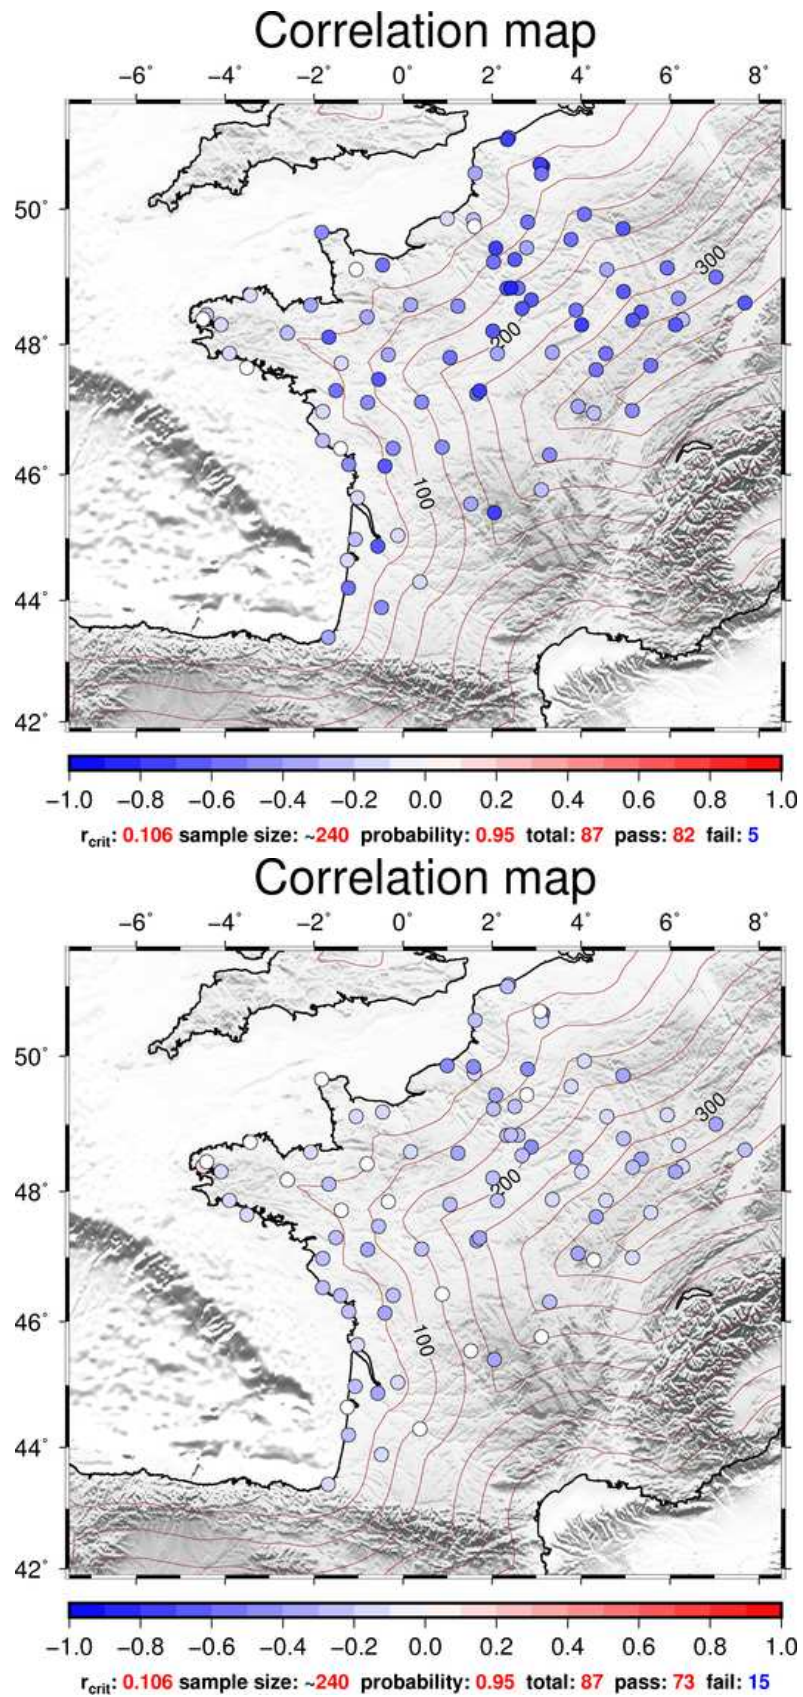 Correlation map
−6˚ −4˚ −2˚ 0˚ 2˚ 4˚ 6˚ 8˚
50˚
300
48˚
200
46˚
100
44˚
42˚
−1.0 −0.8 −0.6 −0.4 −0.2 0.0 0.2 0.4 0.6 0.8 1.0
rcrit: 0.106 sample size: ~240 probability: 0.95 total: 87 pass: 82 fail: 5
Correlation map
−6˚ −4˚ −2˚ 0˚ 2˚ 4˚ 6˚ 8˚
50˚
300
48˚
200
46˚
100
44˚
42˚
−1.0 −0.8 −0.6 −0.4 −0.2 0.0 0.2 0.4 0.6 0.8 1.0
rcrit: 0.106 sample size: ~240 probability: 0.95 total: 87 pass: 73 fail: 15